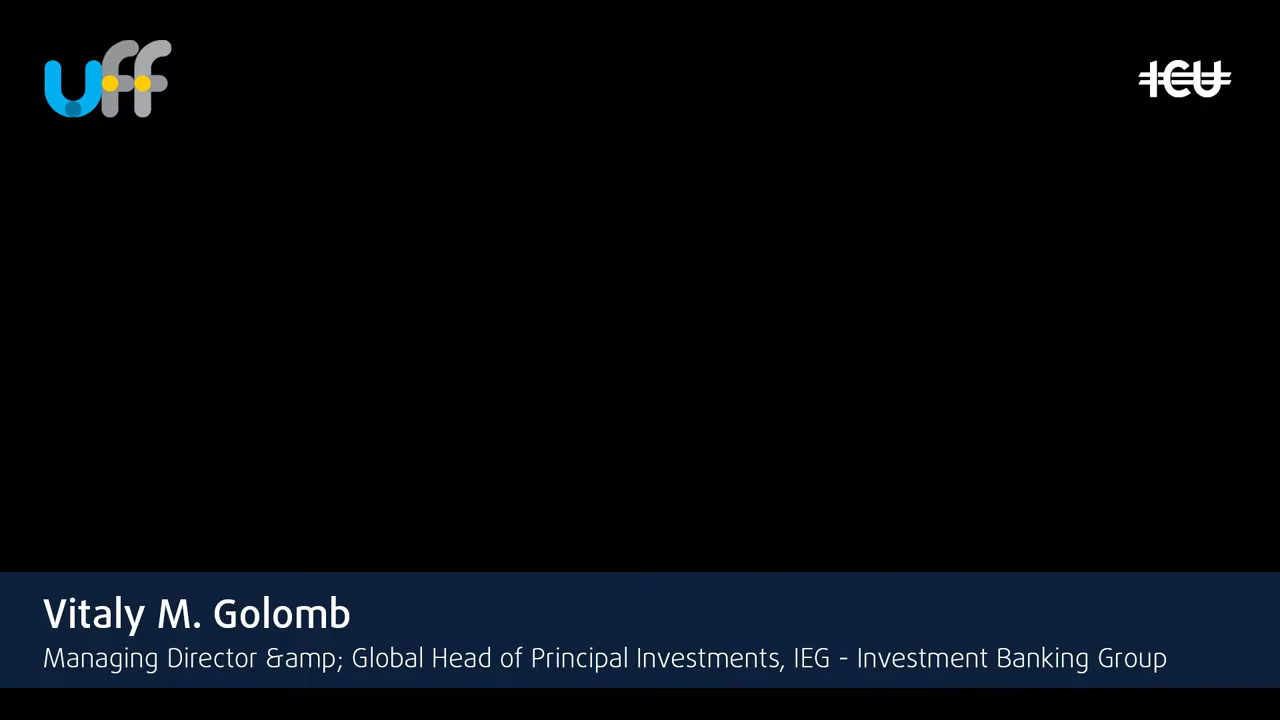 uff
ICU
Vitaly M. Golomb
Managing Director &amp; Global Head of Principal Investments, IEG - Investment Banking Group